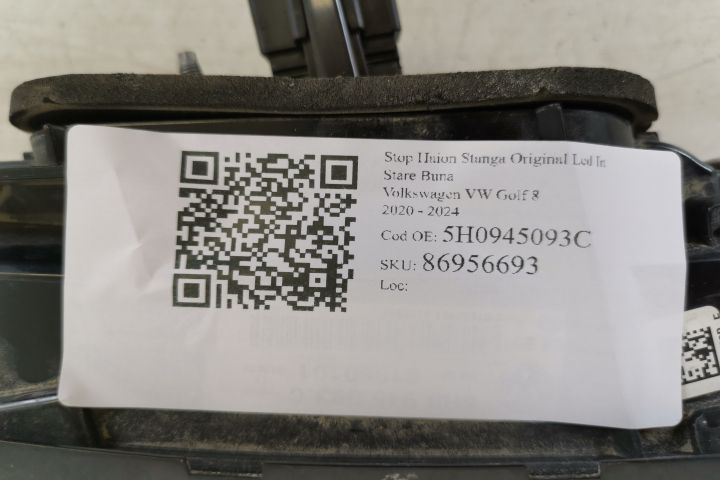 Stop Haion Stanga Original Led In
Stare Buna
Volkswagen VW Golf 8
2020 - 2024
Cod OE: 5H0945093C
SKU: 86956693
Loc: